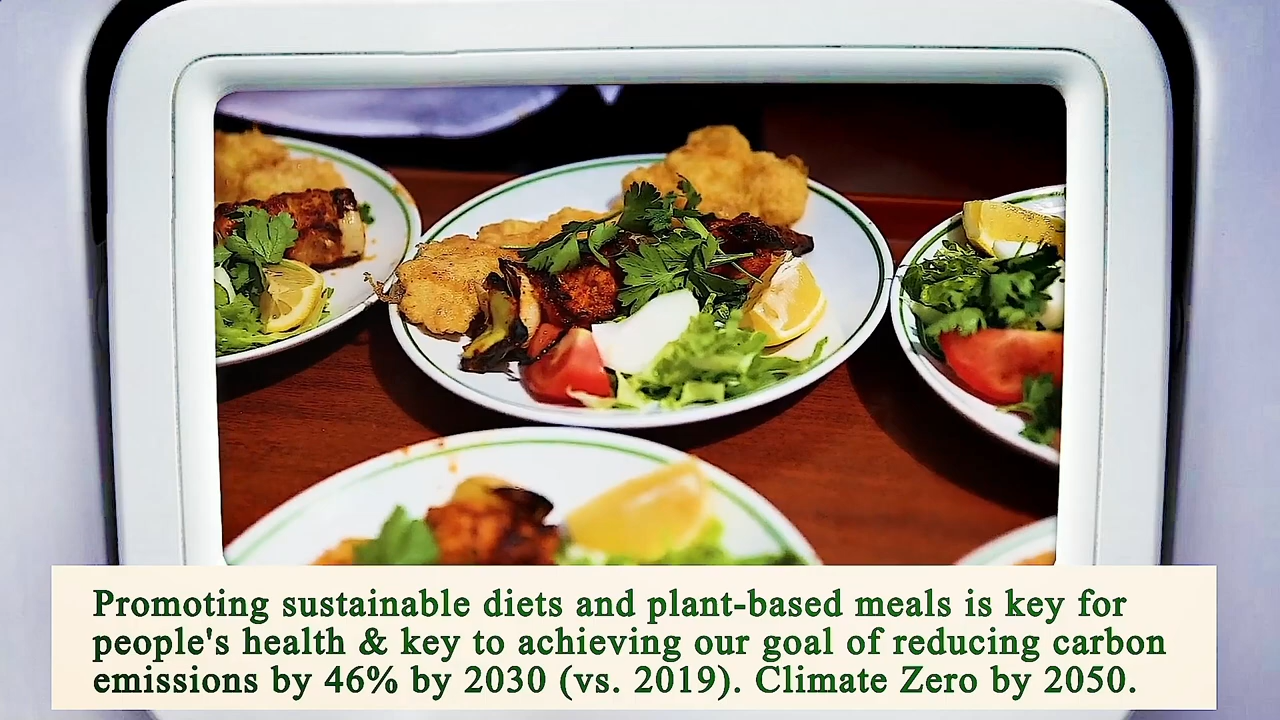 Promoting sustainable diets and plant-based meals is key for
people's health & key to achieving our goal of reducing carbon
emissions by 46% by 2030 (vs. 2019). Climate Zero by 2050.